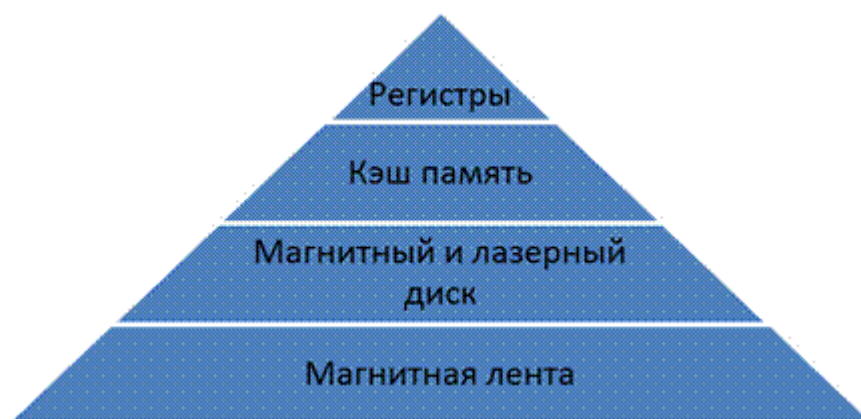 Регистры
Кэш память
Магнитный и лазерный
диск
Магнитная лента